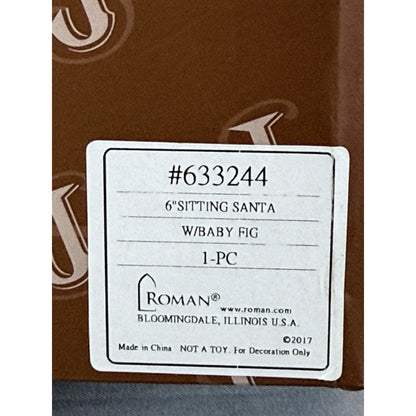 J
J
J
#633244
6"SITTING SANTA
W/BABY FIG
1-PC
ROMAN®
www.roman.com
BLOOMINGDALE, ILLINOIS U.S.A.
©2017
Made in China NOT A TOY. For Decoration Only